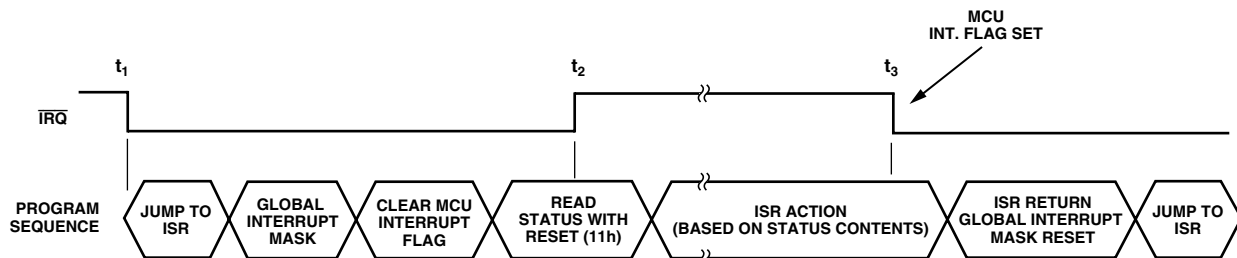 MCU
INT. FLAG SET
t1
t2
t3
IRQ
PROGRAM
SEQUENCE
JUMP TO
ISR
GLOBAL
INTERRUPT
MASK
CLEAR MCU
INTERRUPT
FLAG
READ
STATUS WITH
RESET (11h)
ISR ACTION
(BASED ON STATUS CONTENTS)
ISR RETURN
GLOBAL INTERRUPT
MASK RESET
JUMP TO
ISR